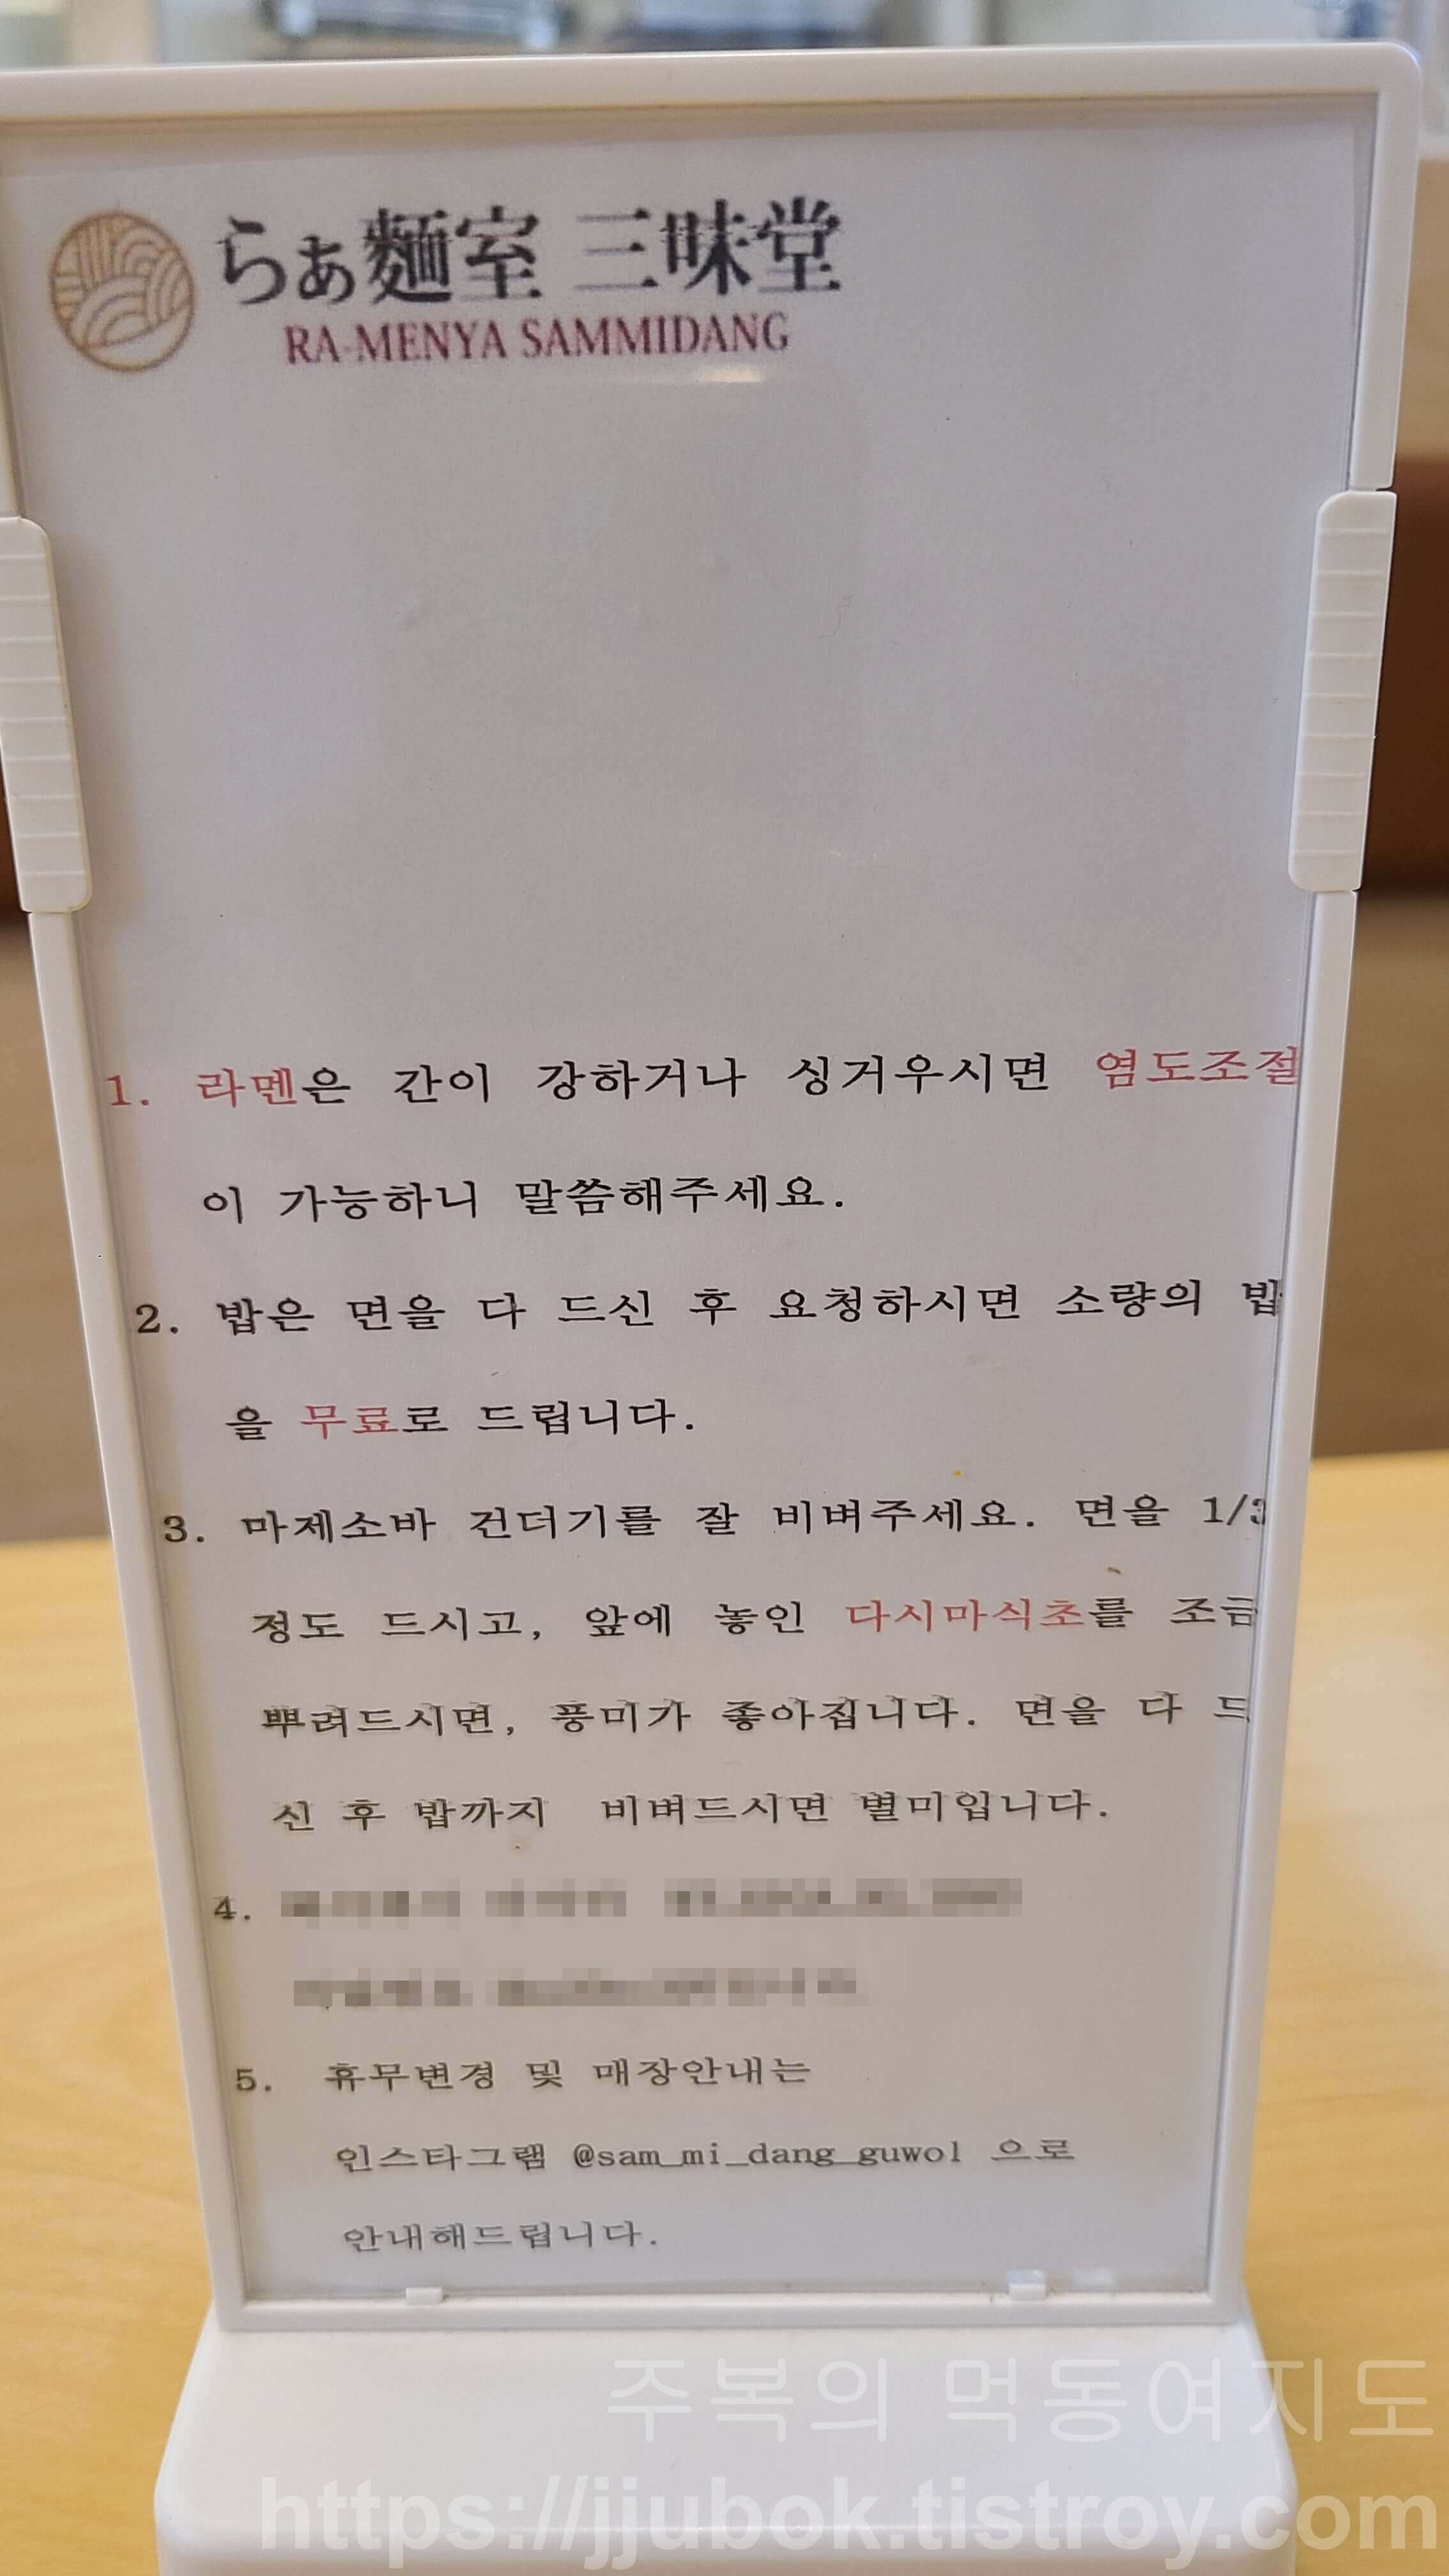 らぁ麺室 三味堂
RA-MENYA SAMMIDANG
1. 라멘은 간이 강하거나 싱거우시면 염도조절
이 가능하니 말씀해주세요.
2. 밥은 면을 다 드신 후 요청하시면 소량의 밥
을 무료로 드립니다.
3. 마제소바 건더기를 잘 비벼주세요. 면을 1/3
정도 드시고, 앞에 놓인 다시마식초를 조금
뿌려드시면, 풍미가 좋아집니다. 면을 다 드
신 후 밥까지 비벼드시면 별미입니다.
4.
5. 휴무변경 및 매장안내는
인스타그램 @sam_mi_dang_guwol 으로
안내해드립니다.
주복의 먹동여지도
https://jjubok.tistroy.com